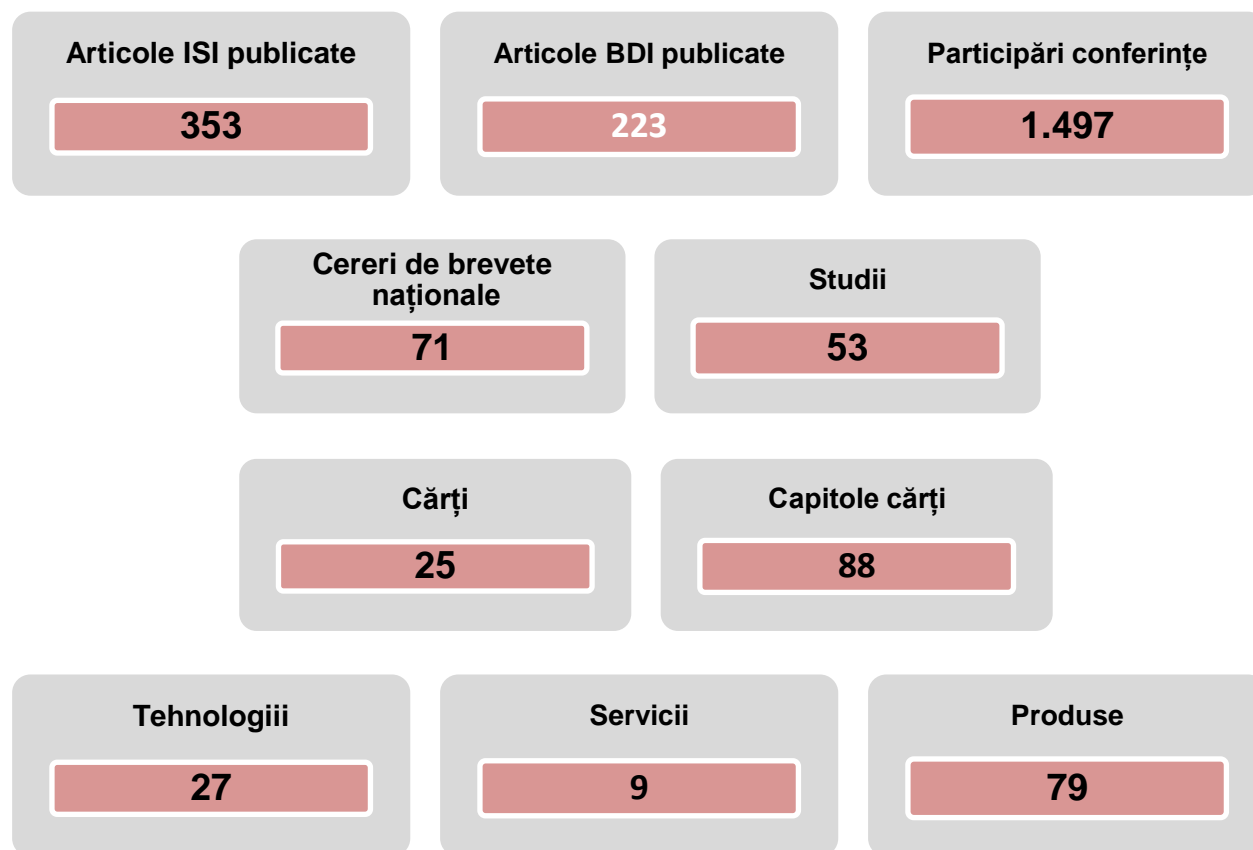 Articole ISI publicate
353
Articole BDI publicate
223
Participări conferințe
1.497
Cereri de brevete
naționale
71
Studii
53
Cărți
25
Capitole cărți
88
Tehnologiii
27
Servicii
9
Produse
79